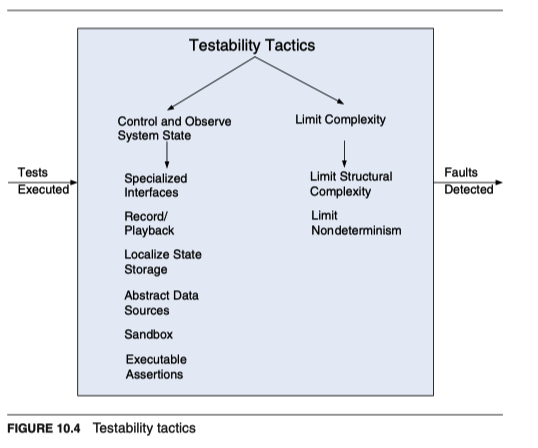 Testability Tactics
Control and Observe
System State
Limit Complexity
Tests
Executed
Specialized
Interfaces
Record/
Playback
Localize State
Storage
Abstract Data
Sources
Sandbox
Executable
Assertions
Limit Structural
Complexity
Limit
Nondeterminism
Faults
Detected
FIGURE 10.4 Testability tactics